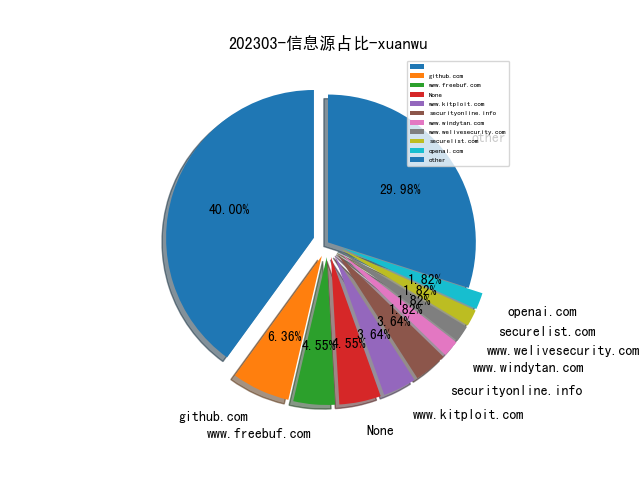 202303-信息源占比-xuanwu
github.com
www.freebuf.com
None
www.kitploit.com
securityonline.info
www.windytan.com
www.welivesecurity.com
securelist.com
openai.com
other
other
29.98%
40.00%
1.82%
1.82%
1.82%
1.82%
3.64%
3.64%
4.55%
4.55%
6.36%
openai.com
securelist.com
www.welivesecurity.com
www.windytan.com
securityonline.info
www.kitploit.com
None
github.com
www.freebuf.com